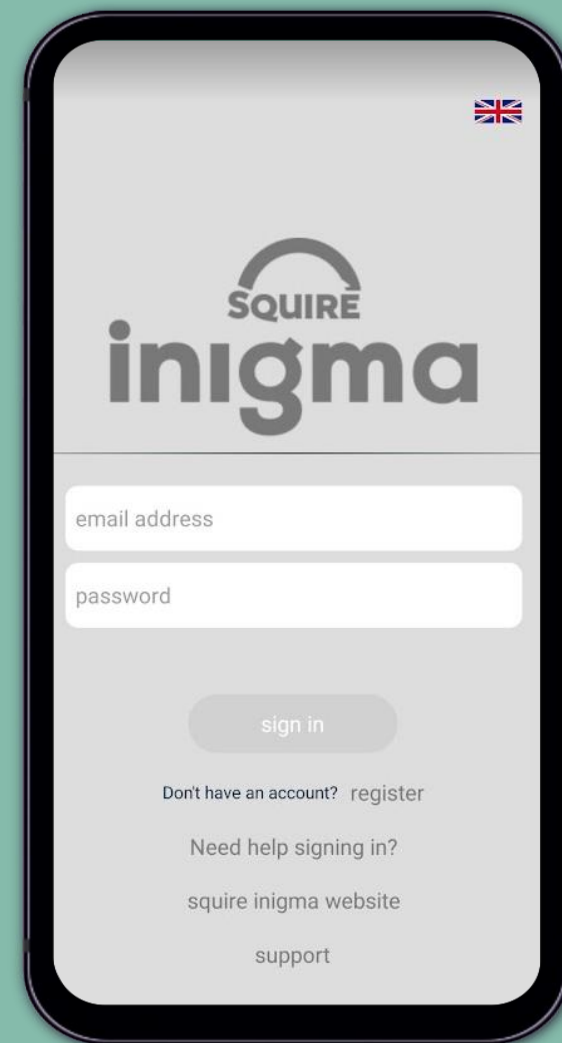 SQUIRE
inigma
email address
password
sign in
Don't have an account? register
Need help signing in?
squire inigma website
support